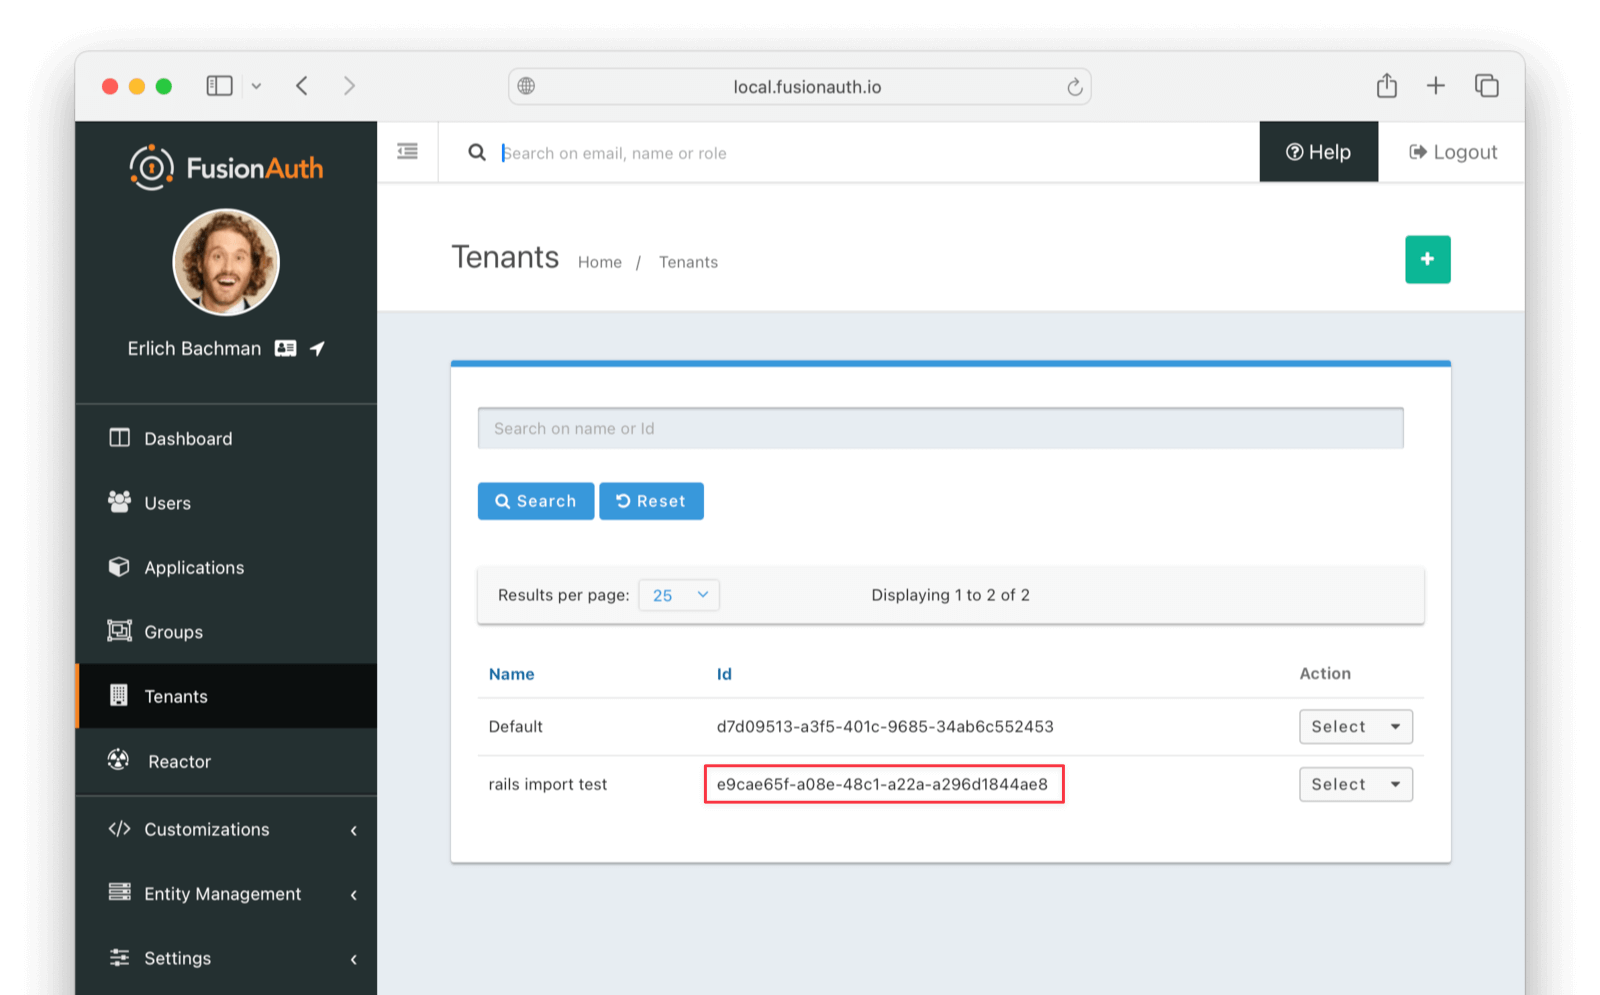 local.fusionauth.io
FusionAuth
Search on email, name or role
Help
Logout
Erlich Bachman
Dashboard
Users
Applications
Groups
Tenants
Reactor
Customizations
Entity Management
Settings
Tenants Home / Tenants
Search on name or Id
Search Reset
Results per page: 25 Displaying 1 to 2 of 2
Name Id Action
Default d7d09513-a3f5-401c-9685-34ab6c552453 Select
rails import test e9cae65f-a08e-48c1-a22a-a296d1844ae8 Select